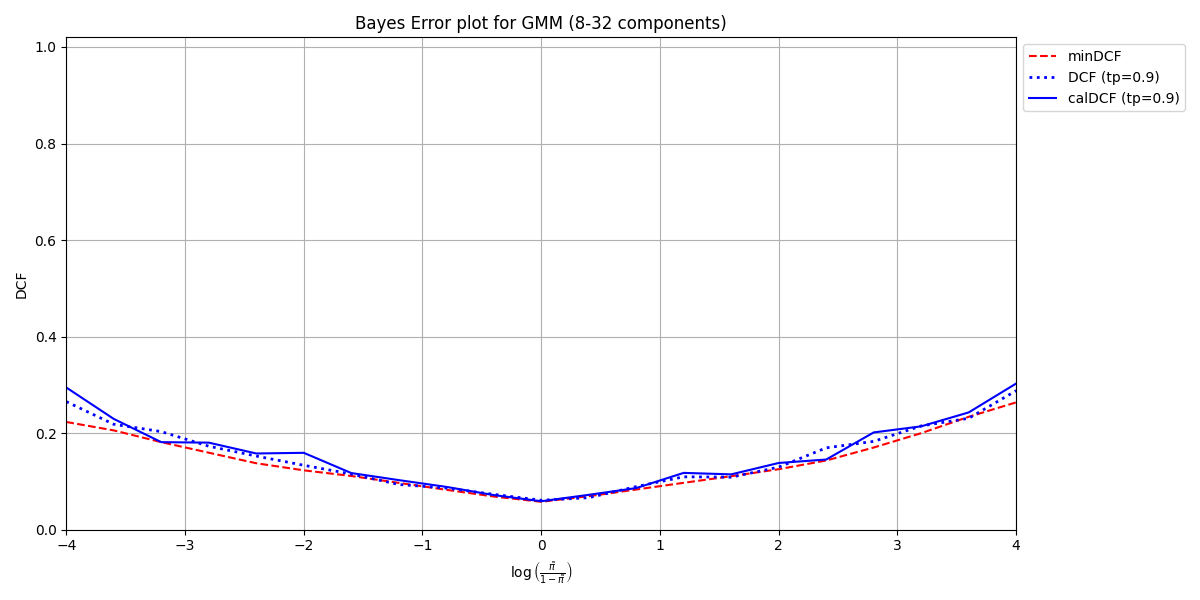 Bayes Error plot for GMM (8-32 components)
1.0
0.8
0.6
0.4
0.2
0.0
DCF
−4
−3
−2
−1
0
1
2
3
4
log(π̃/(1−π̃))
minDCF
DCF (tp=0.9)
calDCF (tp=0.9)